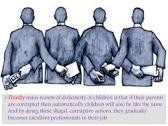 - Thirdly main reason of dishonesty of children is that if their parents
are corrupted then automatically children will also be like the same.
And by doing these illegal, corruptive actions, they gradually
becomes excellent professionals in their job